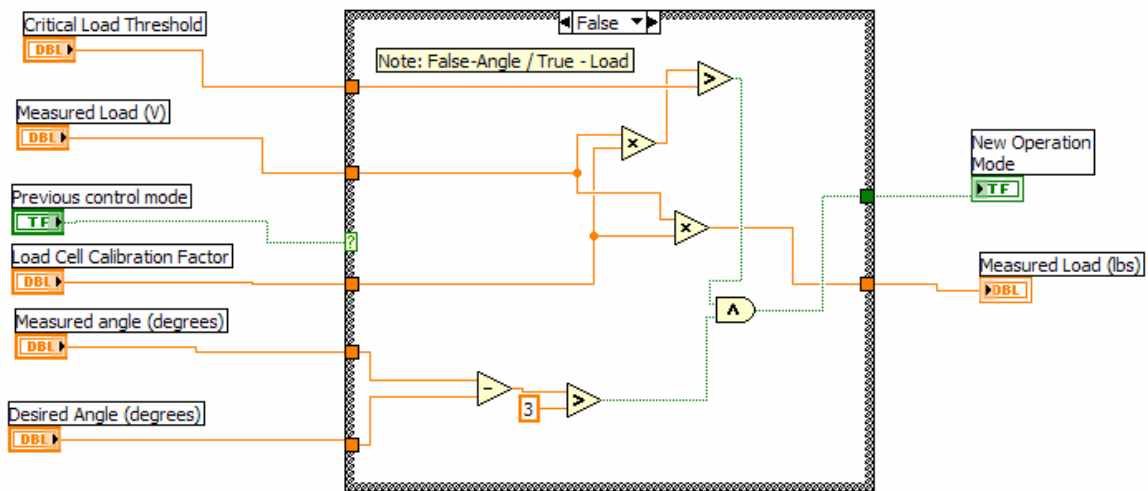 Critical Load Threshold
DBL
False
Note: False-Angle / True - Load
>
Measured Load (V)
DBL
×
New Operation
Mode
TF
Previous control mode
TF
?
×
Load Cell Calibration Factor
DBL
Measured Load (lbs)
DBL
Measured angle (degrees)
DBL
∧
-
3
>
Desired Angle (degrees)
DBL